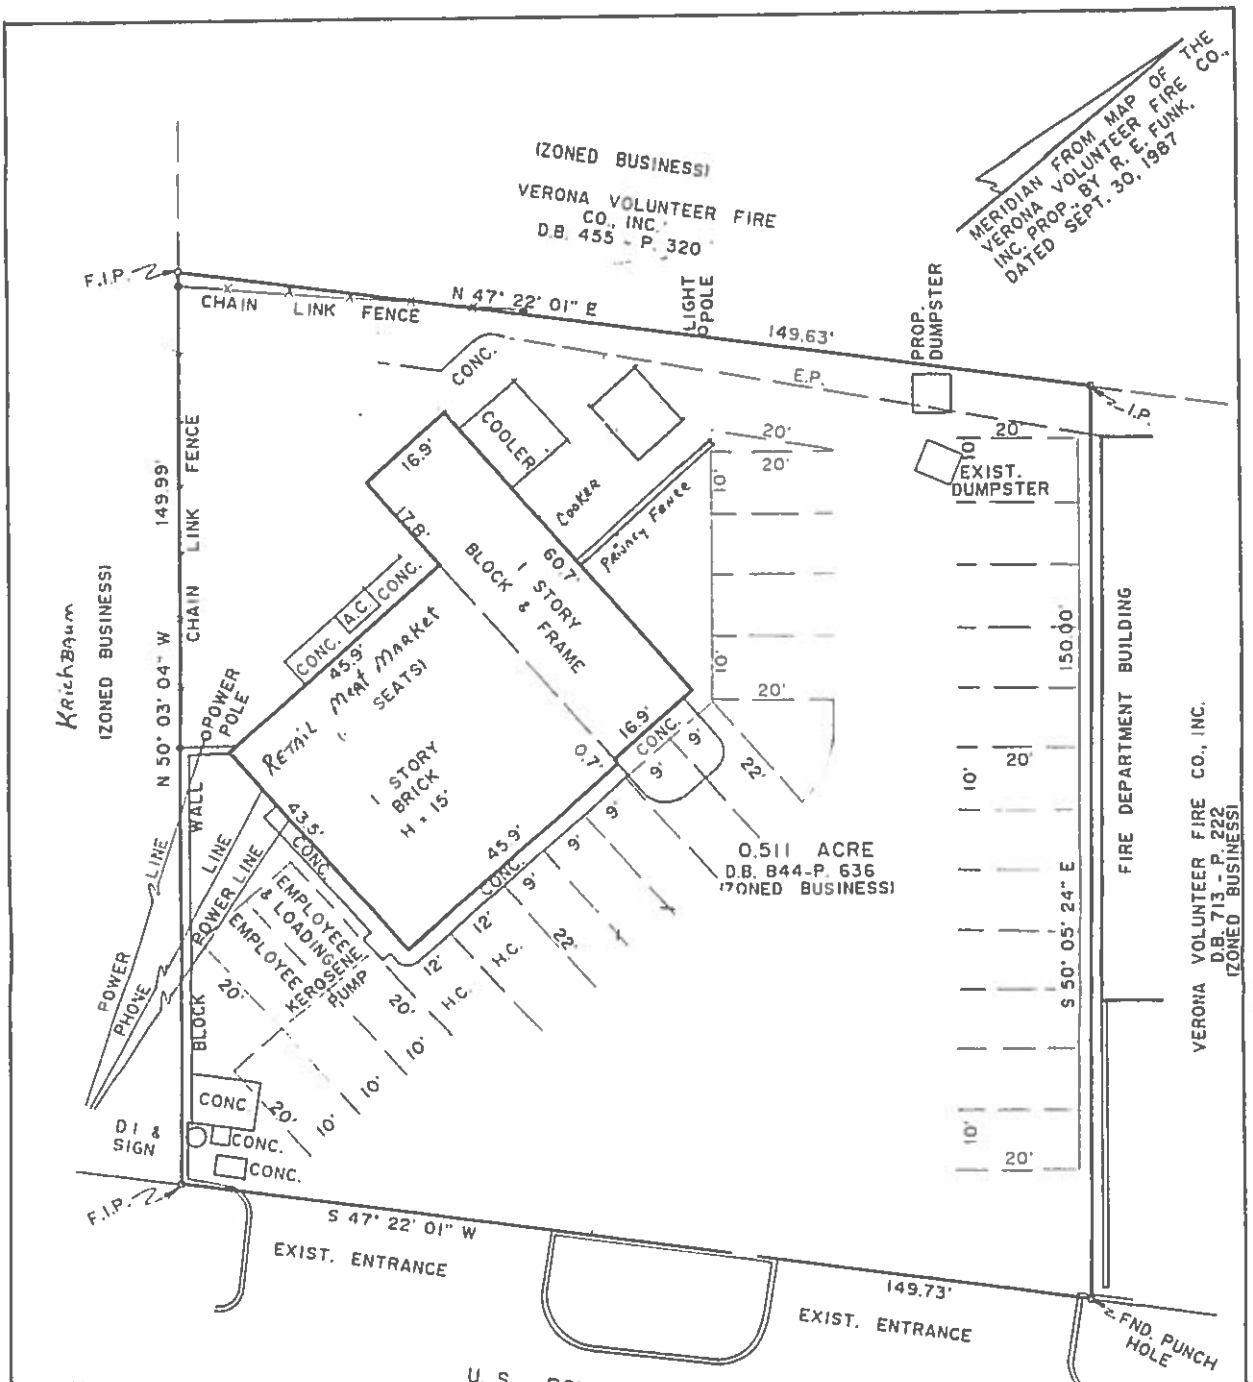 MERIDIAN FROM MAP OF THE
VERONA VOLUNTEER FIRE CO.,
INC. PROP., BY R. E. FUNK.
DATED SEPT. 30, 1987
(ZONED BUSINESS)
VERONA VOLUNTEER FIRE
CO., INC.
D.B. 455 - P. 320
F.I.P.
CHAIN LINK FENCE
N 47° 22' 01" E
LIGHT
POLE
149.63'
PROP.
DUMPSTER
E.P.
I.P.
CONC.
COOLER
16.9'
17.8'
Cooker
Privacy Fence
60.7'
1 STORY
BLOCK & FRAME
20'
20'
10'
10'
20'
20'
10'
EXIST.
DUMPSTER
149.99'
CHAIN LINK FENCE
N 50° 03' 04" W
Krichbaum
(ZONED BUSINESS)
CONC.
A.C.
CONC.
45.9'
RETAIL Meat MARKET
SEATS)
1 STORY
BRICK
H = 15'
POWER
POLE
WALL
BLOCK
43.5'
CONC.
45.9'
CONC.
0.7'
16.9'
CONC.
9'
9'
22'
9'
9'
9'
22'
12'
12'
H.C.
H.C.
0.511 ACRE
D.B. 844-P. 636
(ZONED BUSINESS)
150.00'
S 50° 05' 24" E
20'
10'
10'
20'
FIRE DEPARTMENT BUILDING
VERONA VOLUNTEER FIRE CO., INC.
D.B. 713 - P. 222
(ZONED BUSINESS)
POWER LINE
PHONE LINE
POWER LINE
EMPLOYEE
& LOADING
EMPLOYEE
KEROSENE
PUMP
20'
20'
20'
10'
10'
10'
CONC.
CONC.
CONC.
D I &
SIGN
F.I.P.
S 47° 22' 01" W
149.73'
EXIST. ENTRANCE
EXIST. ENTRANCE
FND. PUNCH
HOLE
U. S.